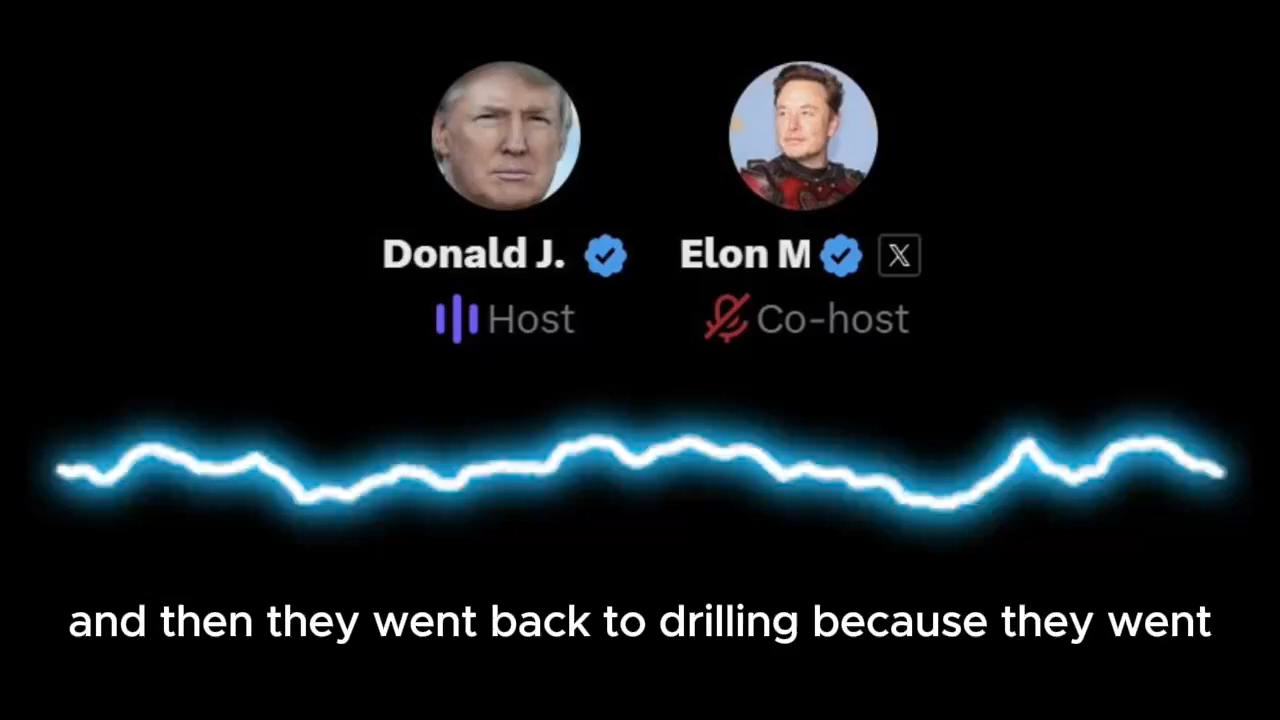 Donald J.
Elon M
Host
Co-host
and then they went back to drilling because they went